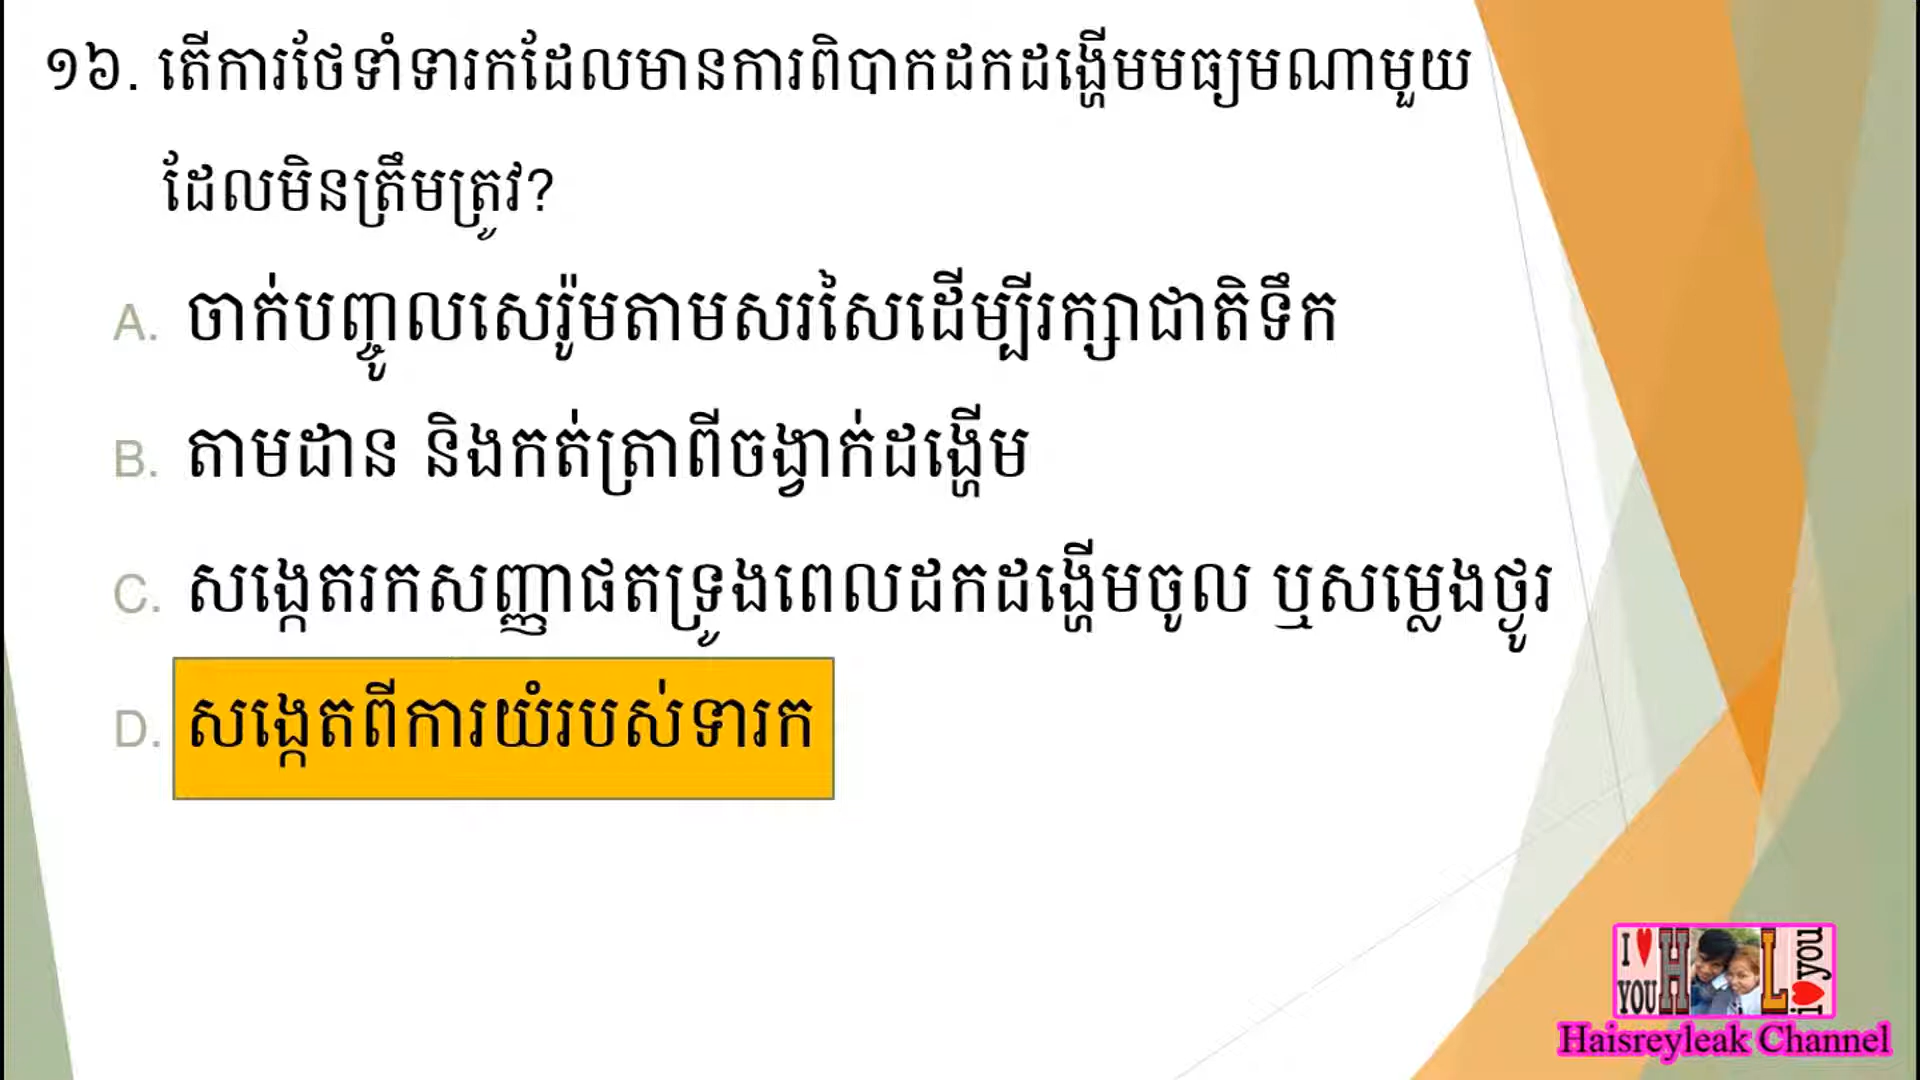 ១៦. តើការថែទាំទារកដែលមានការពិបាកដកដង្ហើមមធ្យមណាមួយ
ដែលមិនត្រឹមត្រូវ?
A. ចាក់បញ្ចូលសេរ៉ូមតាមសរសៃដើម្បីរក្សាជាតិទឹក
B. តាមដាន និងកត់ត្រាពីចង្វាក់ដង្ហើម
C. សង្កេតរកសញ្ញាផតទ្រូងពេលដកដង្ហើមចូល ឬសម្លេងថ្ងូរ
D. សង្កេតពីការយំរបស់ទារក
I ♥ YOU H L i ♥ you
Haisreyleak Channel